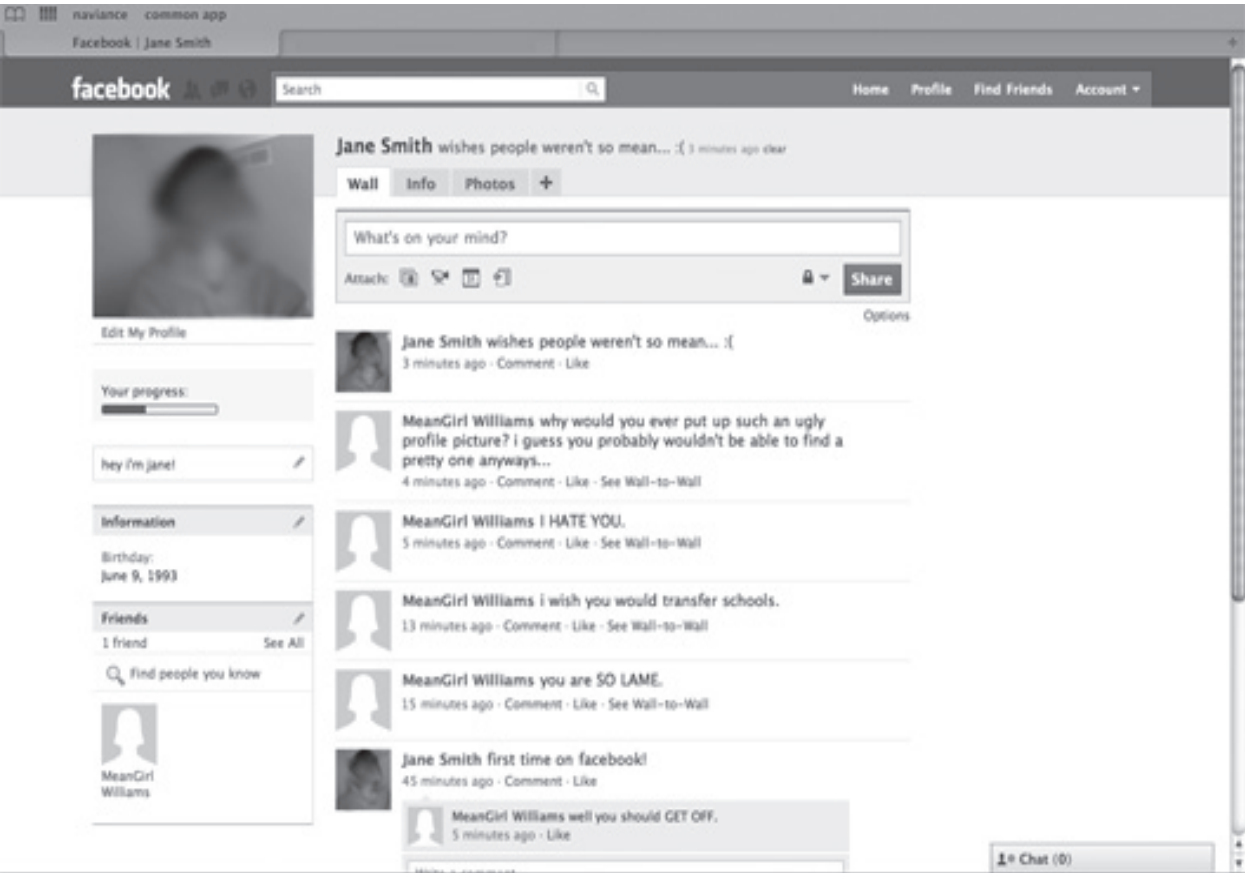 naviance common app
Facebook | Jane Smith
+
facebook
Search
Home Profile Find Friends Account
Jane Smith wishes people weren't so mean... :( 3 minutes ago clear
Wall Info Photos +
What's on your mind?
Attach:
Share
Options
Edit My Profile
Your progress:
hey i'm jane!
Information
Birthday:
June 9, 1993
Friends
1 friend See All
Find people you know
MeanGirl
Williams
Jane Smith wishes people weren't so mean... :(
3 minutes ago · Comment · Like
MeanGirl Williams why would you ever put up such an ugly
profile picture? i guess you probably wouldn't be able to find a
pretty one anyways...
4 minutes ago · Comment · Like · See Wall-to-Wall
MeanGirl Williams I HATE YOU.
5 minutes ago · Comment · Like · See Wall-to-Wall
MeanGirl Williams i wish you would transfer schools.
13 minutes ago · Comment · Like · See Wall-to-Wall
MeanGirl Williams you are SO LAME.
15 minutes ago · Comment · Like · See Wall-to-Wall
Jane Smith first time on facebook!
45 minutes ago · Comment · Like
MeanGirl Williams well you should GET OFF.
5 minutes ago · Like
Write a comment...
Chat (0)